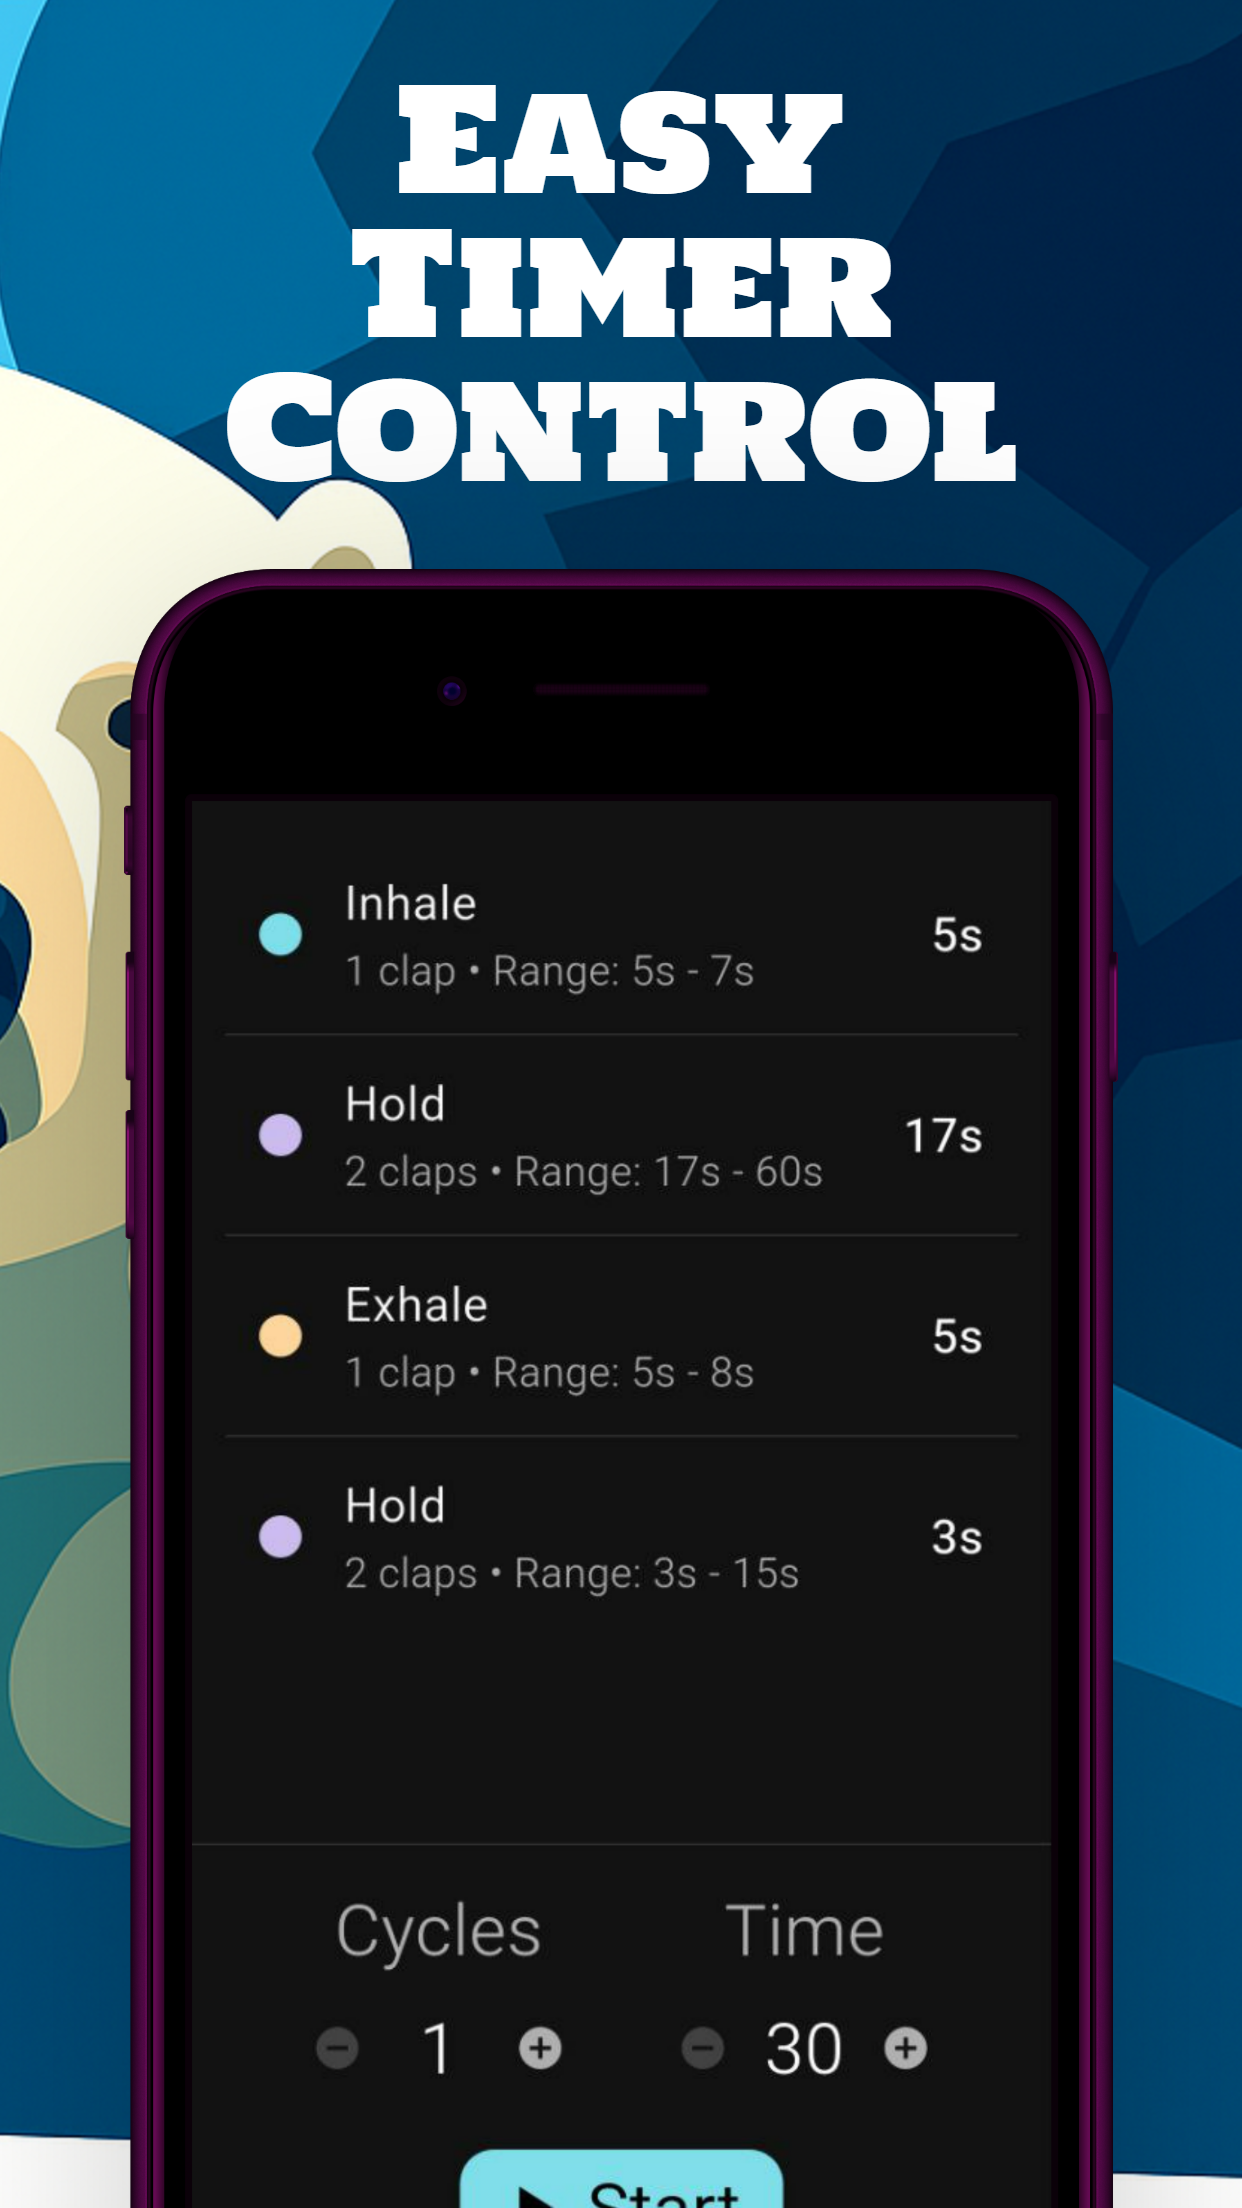 EASY
TIMER
CONTROL
Inhale
5s
1 clap • Range: 5s - 7s
Hold
17s
2 claps • Range: 17s - 60s
Exhale
5s
1 clap • Range: 5s - 8s
Hold
3s
2 claps • Range: 3s - 15s
Cycles Time
− 1 + − 30 +
Start